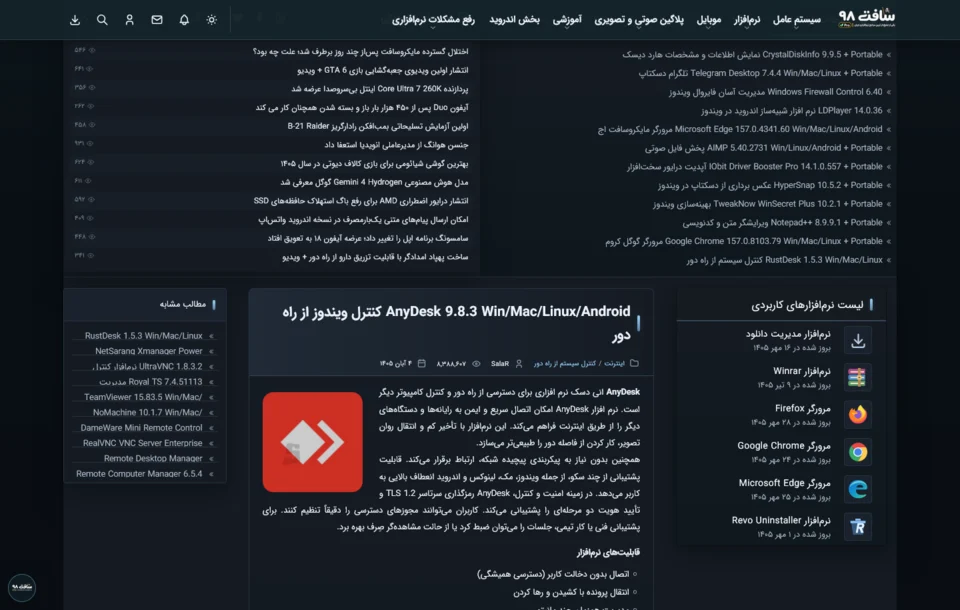 سافت ۹۸
سیستم عامل
نرم‌افزار
موبایل
پلاگین صوتی و تصویری
آموزشی
بخش اندروید
رفع مشکلات نرم‌افزاری
CrystalDiskInfo 9.9.5 + Portable نمایش اطلاعات و مشخصات هارد دیسک
Telegram Desktop 7.4.4 Win/Mac/Linux + Portable تلگرام دسکتاپ
Windows Firewall Control 6.40 مدیریت آسان فایروال ویندوز
LDPlayer 14.0.36 نرم افزار شبیه‌ساز اندروید در ویندوز
Microsoft Edge 157.0.4341.60 Win/Mac/Linux/Android مرورگر مایکروسافت اج
AIMP 5.40.2731 Win/Linux/Android + Portable پخش فایل صوتی
IObit Driver Booster Pro 14.1.0.557 + Portable آپدیت درایور سخت‌افزار
HyperSnap 10.5.2 + Portable عکس برداری از دسکتاپ در ویندوز
TweakNow WinSecret Plus 10.2.1 + Portable بهینه‌سازی ویندوز
Notepad++ 8.9.9.1 + Portable ویرایشگر متن و کدنویسی
Google Chrome 157.0.8103.79 Win/Mac/Linux + Portable مرورگر گوگل کروم
RustDesk 1.5.3 Win/Mac/Linux کنترل سیستم از راه دور
اختلال گسترده مایکروسافت پس‌از چند روز برطرف شد؛ علت چه بود؟ ۵۴۶
انتشار اولین ویدیوی جعبه‌گشایی بازی GTA 6 + ویدیو ۶۴۱
پردازنده Core Ultra 7 260K اینتل بی‌سروصدا عرضه شد ۳۵۶
آیفون Duo پس از ۴۵۰ هزار بار باز و بسته شدن همچنان کار می کند ۲۶۲
اولین آزمایش تسلیحاتی بمب‌افکن رادارگریز B-21 Raider ۴۵۸
جنسن هوانگ از مدیرعاملی انویدیا استعفا داد ۹۳۱
بهترین گوشی شیائومی برای بازی کالاف دیوتی در سال ۱۴۰۵ ۶۲۴
مدل هوش مصنوعی Gemini 4 Hydrogen گوگل معرفی شد ۶۱۱
انتشار درایور اضطراری AMD برای رفع باگ استهلاک حافظه‌های SSD ۵۹۲
امکان ارسال پیام‌های متنی یک‌بارمصرف در نسخه اندروید واتس‌اپ ۴۰۹
سامسونگ برنامه اپل را تغییر داد؛ عرضه آیفون ۱۸ به تعویق افتاد ۴۴۸
ساخت پهپاد امدادگر با قابلیت تزریق دارو از راه دور + ویدیو ۳۴۱
لیست نرم‌افزارهای کاربردی
نرم‌افزار مدیریت دانلود
بروز شده در ۱۶ مهر ۱۴۰۵
نرم‌افزار Winrar
بروز شده در ۹ تیر ۱۴۰۵
مرورگر Firefox
بروز شده در ۸ مهر ۱۴۰۵
مرورگر Google Chrome
بروز شده در ۲۴ مهر ۱۴۰۵
مرورگر Microsoft Edge
بروز شده در ۲۵ مهر ۱۴۰۵
نرم‌افزار Revo Uninstaller
بروز شده در ۱ مهر ۱۴۰۵
AnyDesk 9.8.3 Win/Mac/Linux/Android کنترل ویندوز از راه
دور
اینترنت / کنترل سیستم از راه دور SalaR ۸,۳۸۸,۶۰۷ ۴ آبان ۱۴۰۵
AnyDesk انی دسک نرم افزاری برای دسترسی از راه دور و کنترل کامپیوتر دیگر
است. نرم افزار AnyDesk امکان اتصال سریع و ایمن به رایانه‌ها و دستگاه‌های
دیگر را از طریق اینترنت فراهم می‌کند. این نرم‌افزار با تأخیر کم و انتقال روان
تصویر، کار کردن از فاصله دور را طبیعی‌تر می‌سازد.
همچنین بدون نیاز به پیکربندی پیچیده شبکه، ارتباط برقرار می‌کند. قابلیت
پشتیبانی از چند سکو، از جمله ویندوز، مک، لینوکس و اندروید انعطاف بالایی به
کاربر می‌دهد. در زمینه امنیت و کنترل، AnyDesk رمزگذاری سرتاسر TLS 1.2 و
تأیید هویت دو مرحله‌ای را پشتیبانی می‌کند. کاربران می‌توانند مجوزهای دسترسی را دقیقاً تنظیم کنند. برای
پشتیبانی فنی یا کار تیمی، جلسات را می‌توان ضبط کرد یا از حالت مشاهده‌گر صِرف بهره برد.
قابلیت‌های نرم‌افزار
اتصال بدون دخالت کاربر (دسترسی همیشگی)
انتقال پرونده با کشیدن و رها کردن
مطالب مشابه
RustDesk 1.5.3 Win/Mac/Linux
NetSarang Xmanager Power
UltraVNC 1.8.3.2 نرم‌افزار کنترل
Royal TS 7.4.51113 مدیریت
TeamViewer 15.83.5 Win/Mac/
NoMachine 10.1.7 Win/Mac/
DameWare Mini Remote Control
RealVNC VNC Server Enterprise
Remote Desktop Manager
Remote Computer Manager 6.5.4
سافت ۹۸